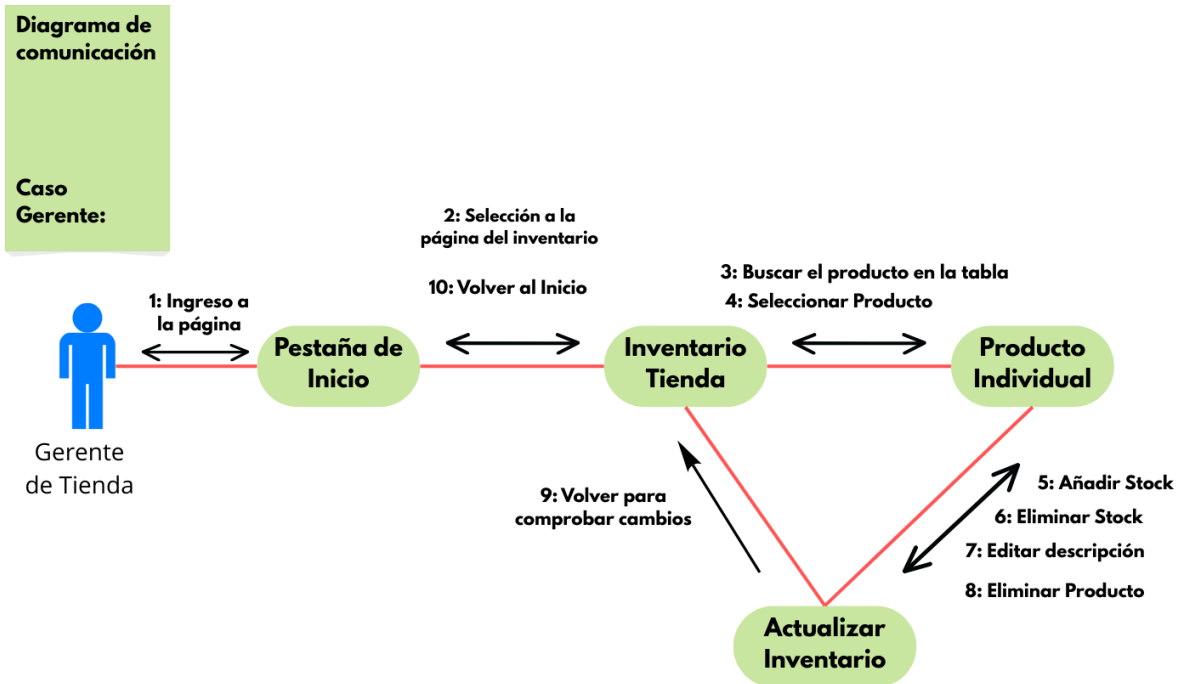 Diagrama de
comunicación
Caso
Gerente:
2: Selección a la
página del inventario
10: Volver al Inicio
3: Buscar el producto en la tabla
4: Seleccionar Producto
1: Ingreso a
la página
Pestaña de
Inicio
Inventario
Tienda
Producto
Individual
Gerente
de Tienda
9: Volver para
comprobar cambios
5: Añadir Stock
6: Eliminar Stock
7: Editar descripción
8: Eliminar Producto
Actualizar
Inventario